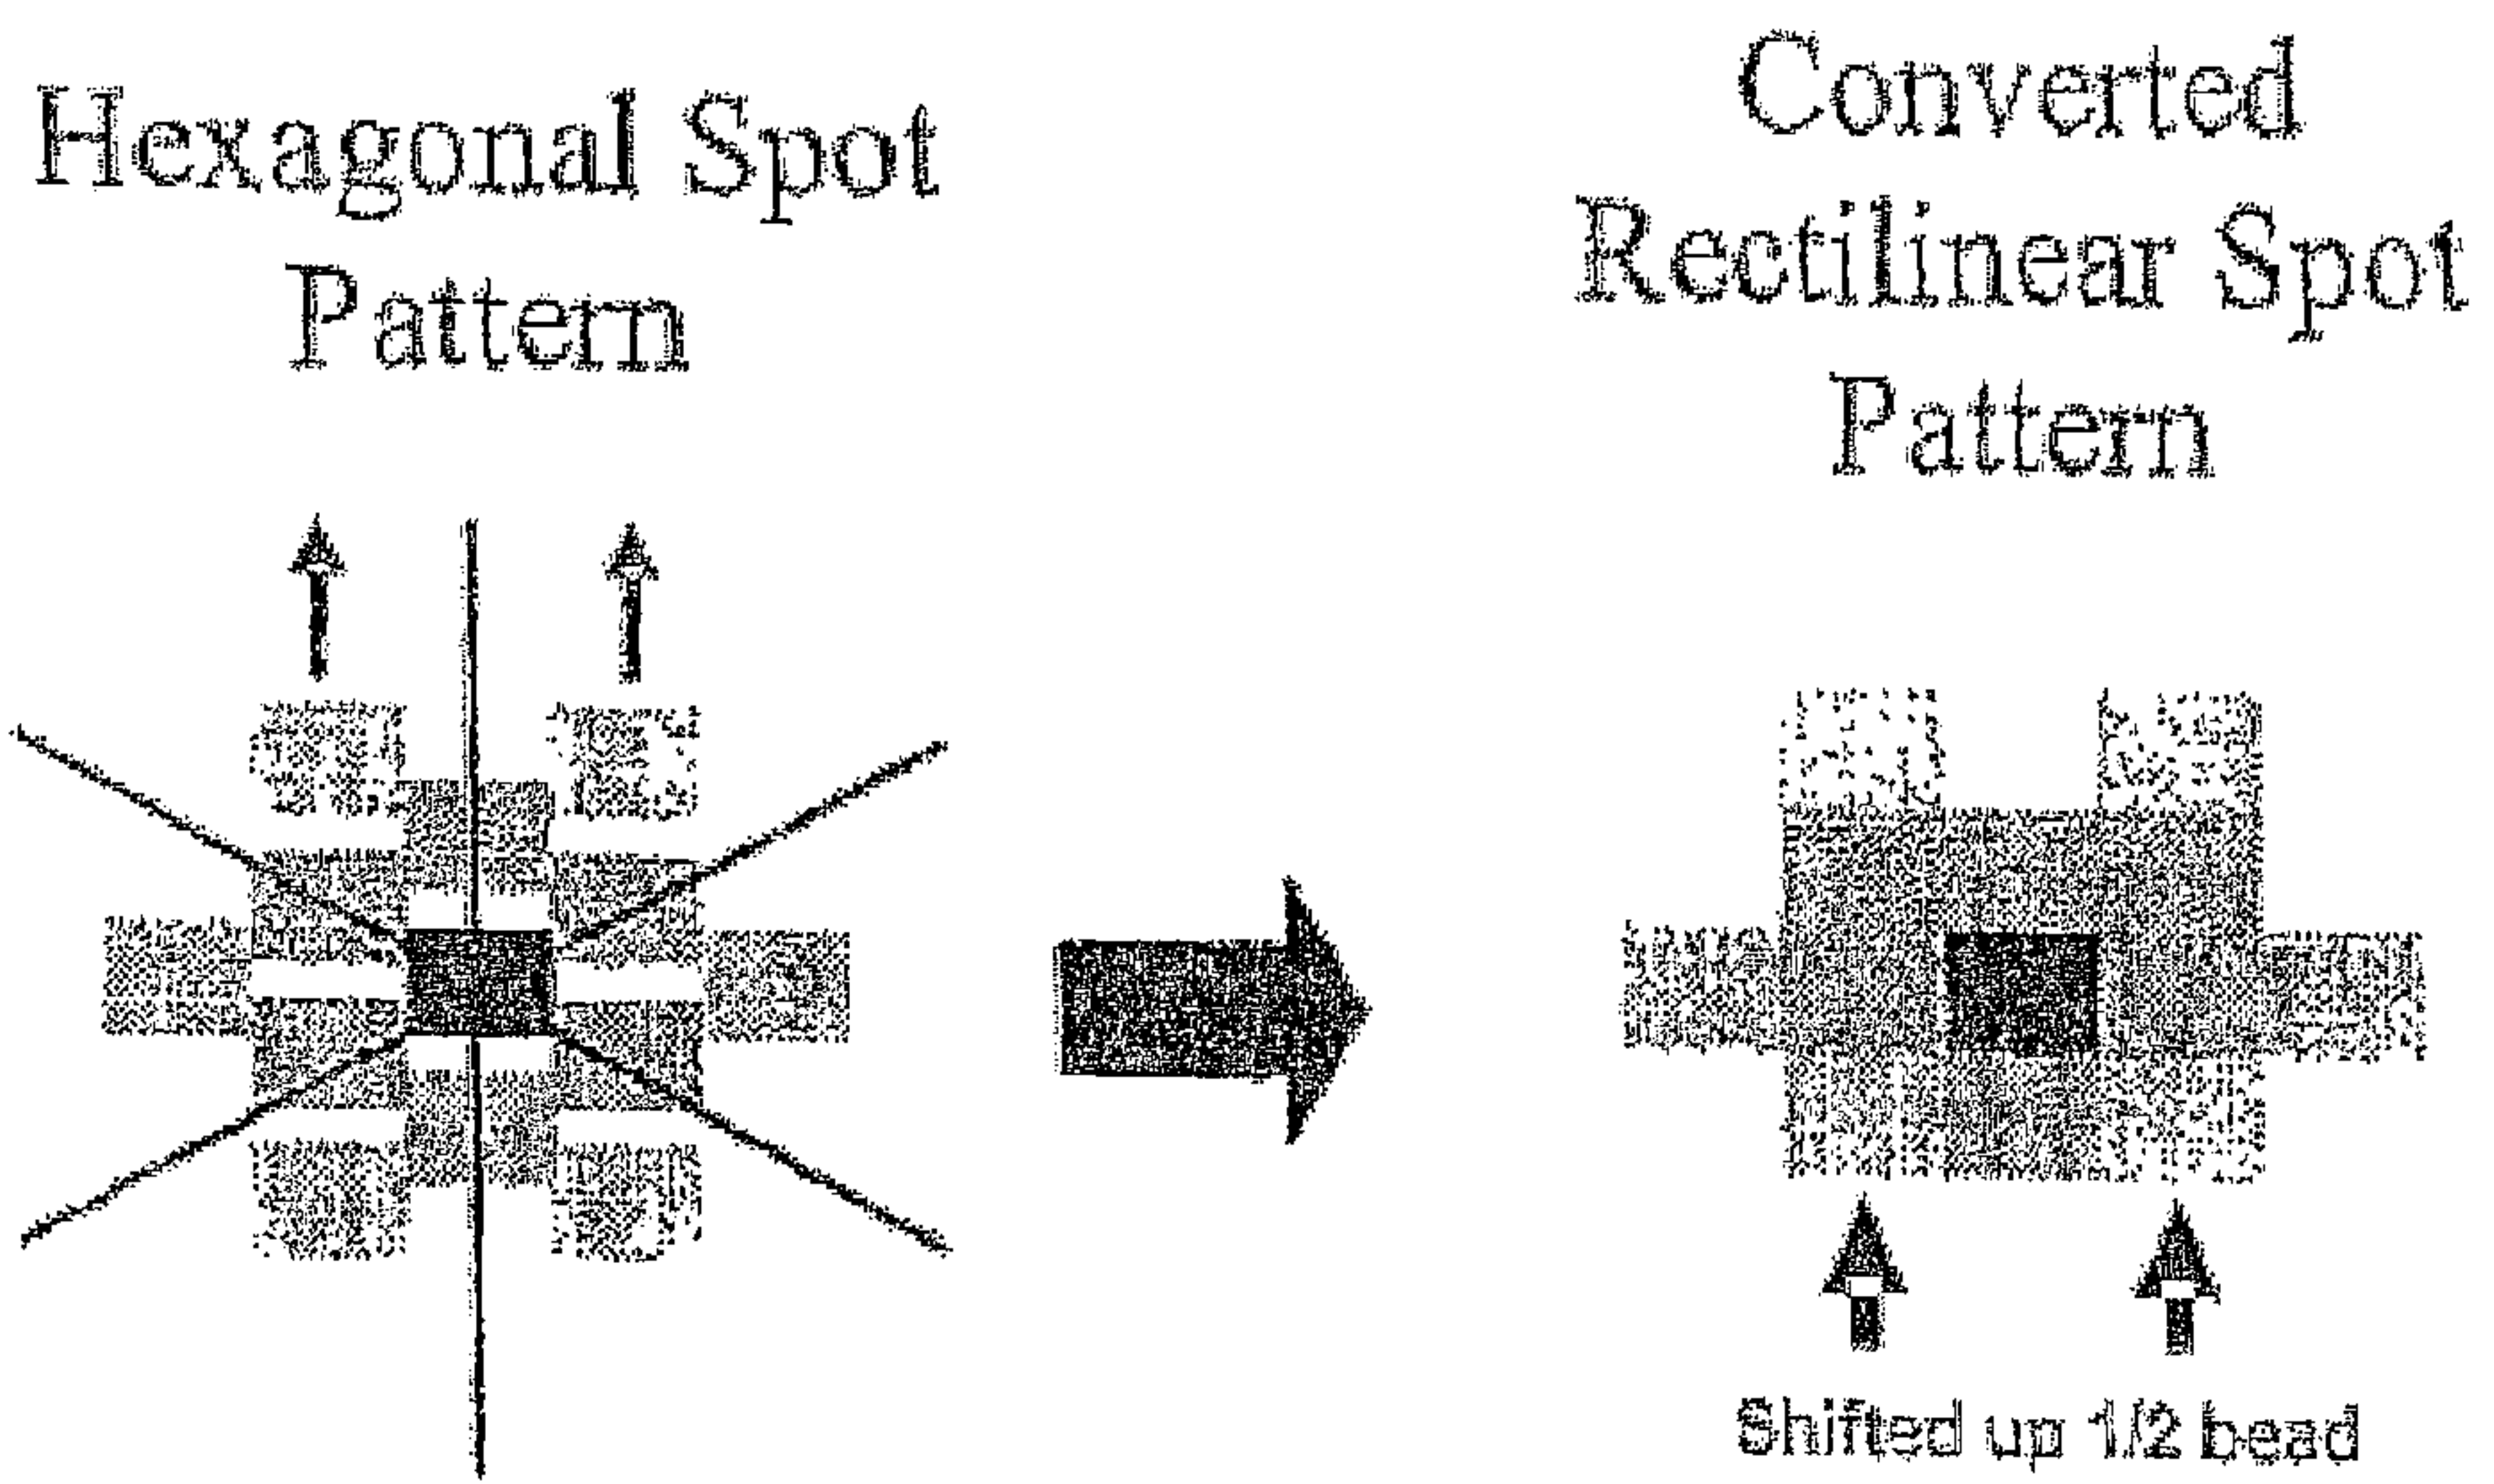 Hexagonal Spot
Pattern
Converted
Rectilinear Spot
Pattern
Shifted up 1/2 bead